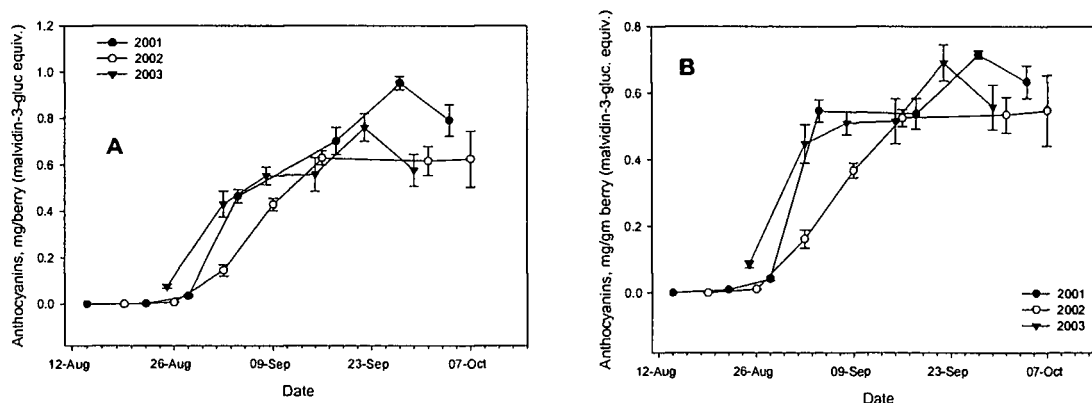 Anthocyanins, mg/berry (malvidin-3-gluc equiv.)
1.2
1.0
0.8
0.6
0.4
0.2
0.0
2001
2002
2003
A
12-Aug
26-Aug
09-Sep
23-Sep
07-Oct
Date
Anthocyanins, mg/gm berry (malvidin-3-gluc. equiv.)
0.8
0.6
0.4
0.2
0.0
B
2001
2002
2003
12-Aug
26-Aug
09-Sep
23-Sep
07-Oct
Date